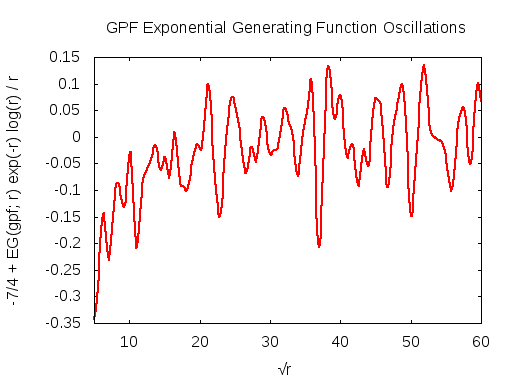 GPF Exponential Generating Function Oscillations
-7/4 + EG(gpf; r) exp(-r) log(r) / r
0.15
0.1
0.05
0
-0.05
-0.1
-0.15
-0.2
-0.25
-0.3
-0.35
10 20 30 40 50 60
√r